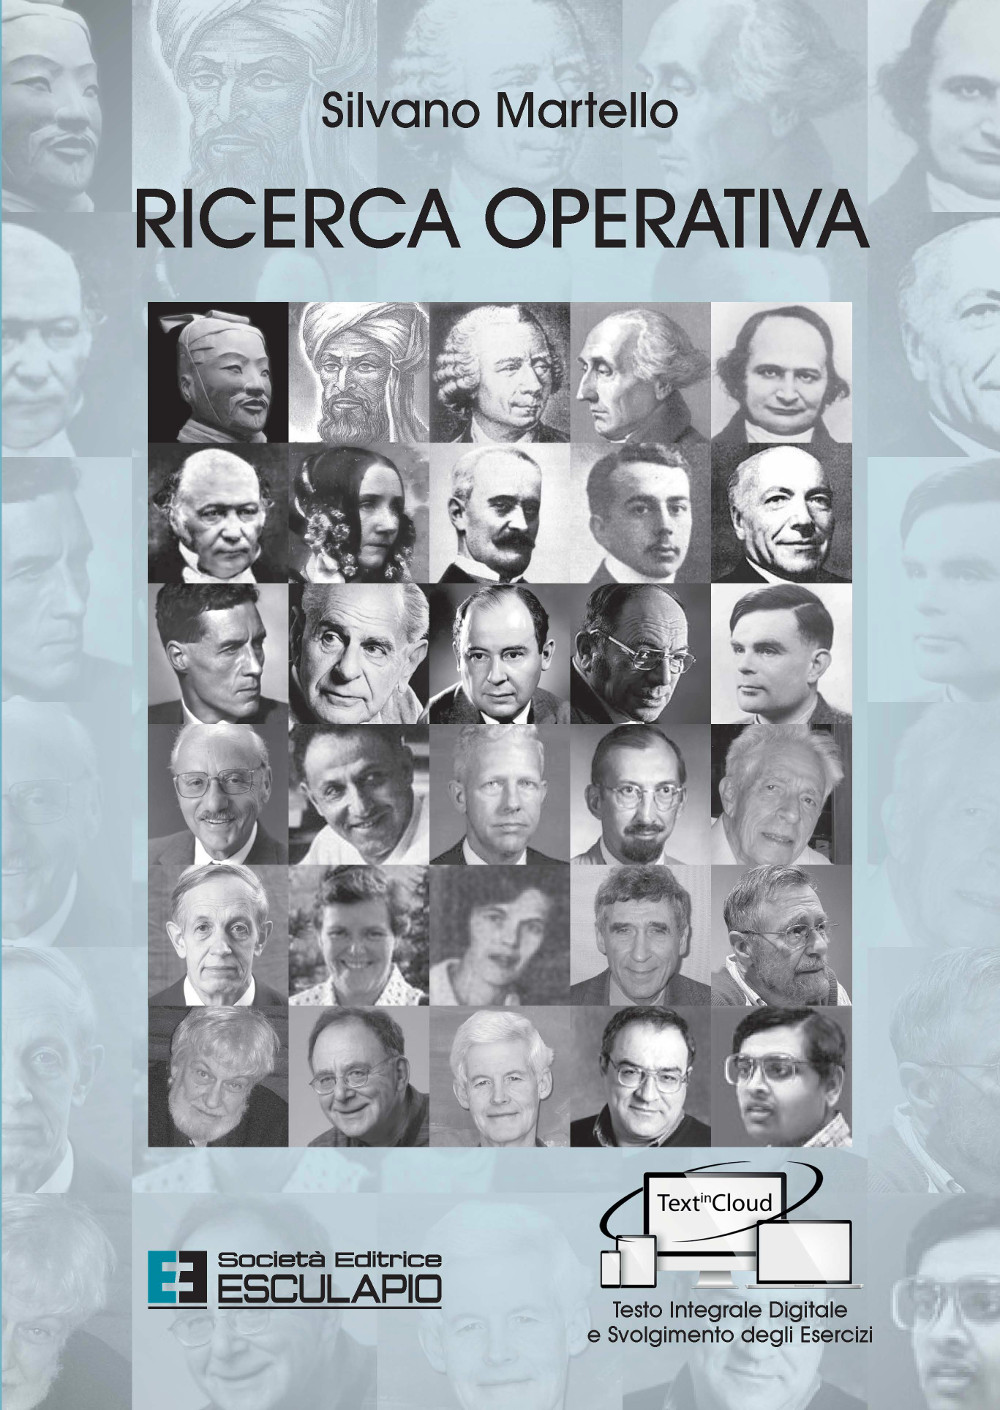 Silvano Martello
RICERCA OPERATIVA
TextinCloud
Società Editrice
ESCULAPIO
Testo Integrale Digitale
e Svolgimento degli Esercizi